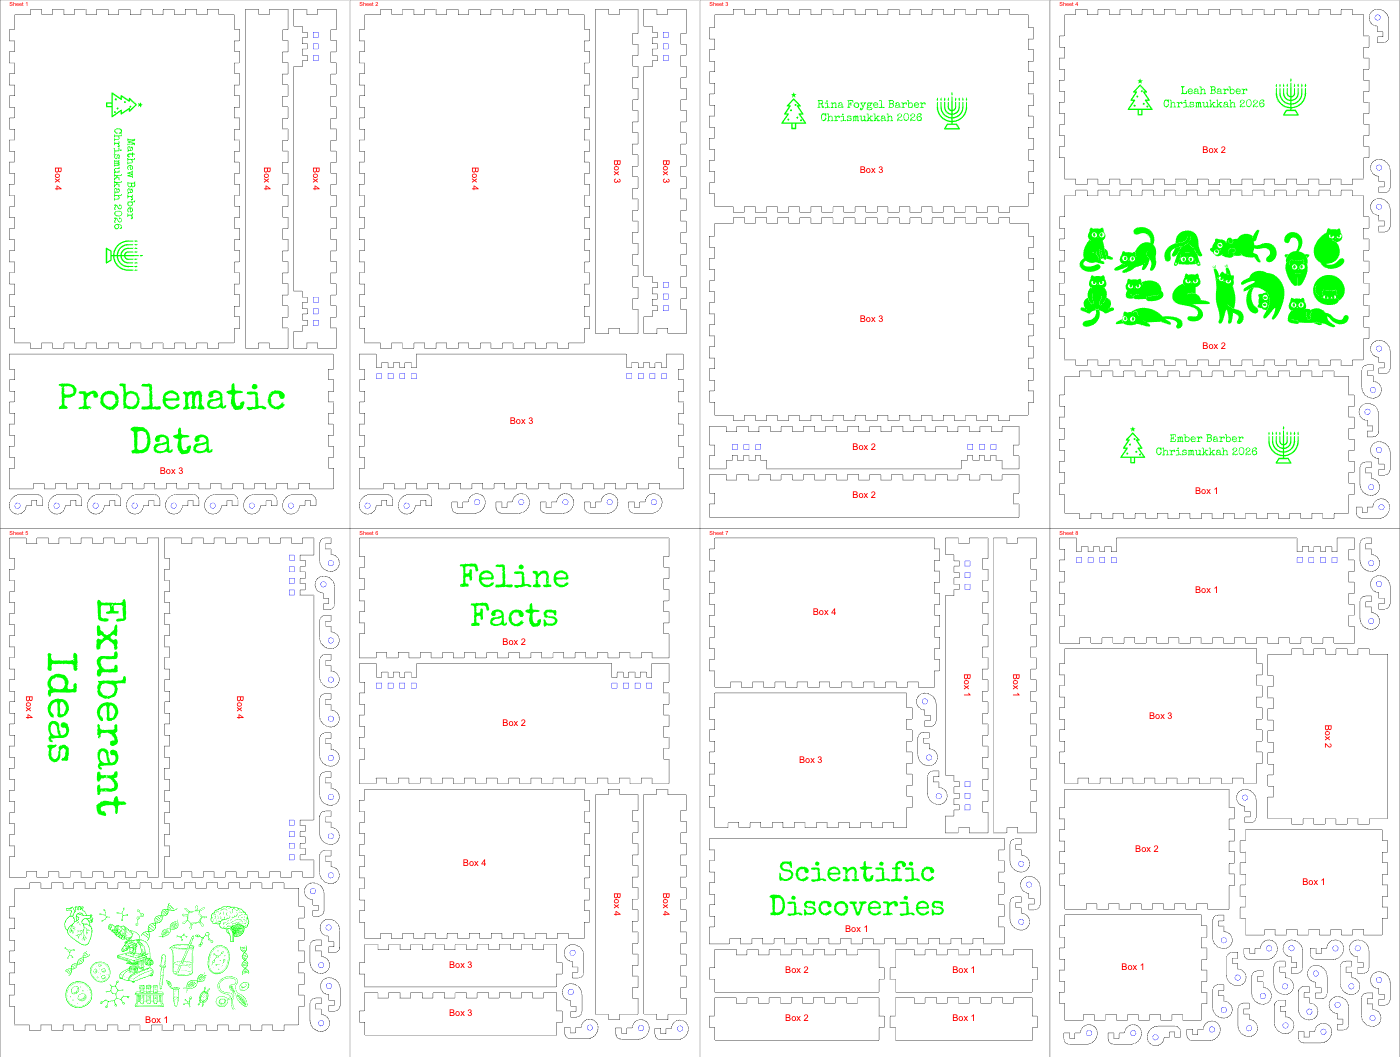 Sheet 1
Mathew Barber
Chrismukkah 2026
Box 4
Box 4
Box 4
Problematic
Data
Box 3
Sheet 2
Box 4
Box 3
Box 3
Box 3
Sheet 3
Rina Foygel Barber
Chrismukkah 2026
Box 3
Box 3
Box 2
Box 2
Sheet 4
Leah Barber
Chrismukkah 2026
Box 2
Box 2
Ember Barber
Chrismukkah 2026
Box 1
Sheet 5
Exuberant
Ideas
Box 4
Box 4
Box 1
Sheet 6
Feline
Facts
Box 2
Box 2
Box 4
Box 4
Box 4
Box 3
Box 3
Sheet 7
Box 4
Box 1
Box 1
Box 3
Scientific
Discoveries
Box 1
Box 2
Box 1
Box 2
Box 1
Sheet 8
Box 1
Box 3
Box 2
Box 2
Box 1
Box 1